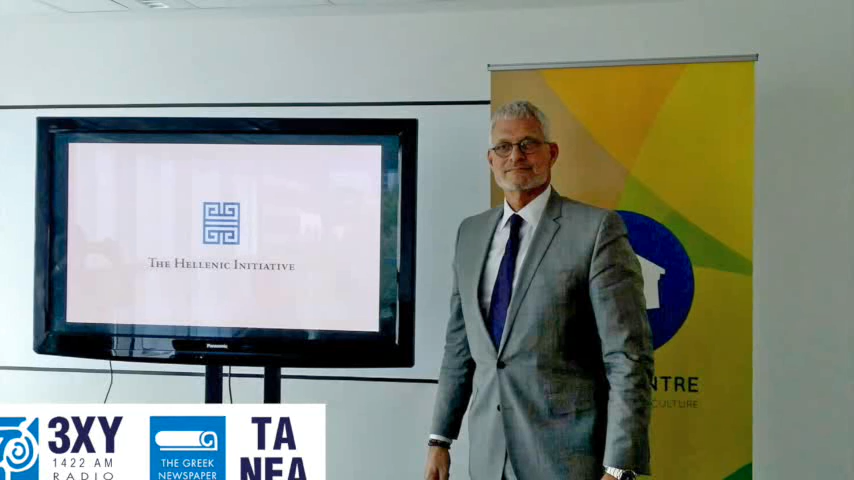 THE HELLENIC INITIATIVE
Panasonic
NTRE
CULTURE
3XY
1422 AM
RADIO
THE GREEK
NEWSPAPER
TA
NEA